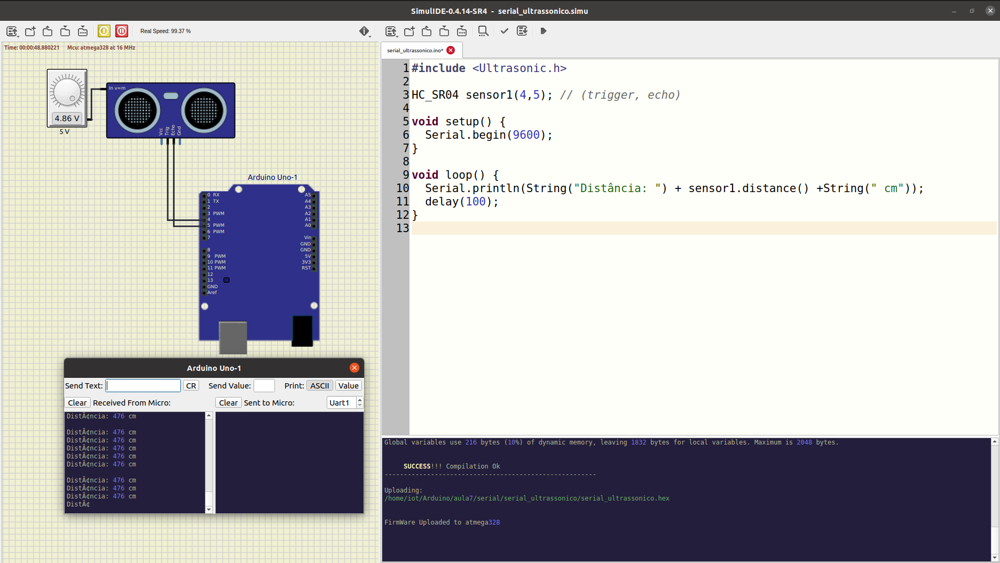 SimulIDE-0.4.14-SR4 - serial_ultrassonico.simu
Real Speed: 99.37 %
Time: 00:00:48.880221 Mcu: atmega328 at 16 MHz
In v=m
4.86 V
5 V
Vcc
Trig
Echo
Gnd
Arduino Uno-1
0 RX
1 TX
2
3 PWM
4
5 PWM
6 PWM
7
8
9 PWM
10 PWM
11 PWM
12
13
GND
Aref
A5
A4
A3
A2
A1
A0
Vin
GND
GND
5V
3V3
RST
Arduino Uno-1
Send Text: CR Send Value: Print: ASCII Value
Clear Received From Micro: Clear Sent to Micro: Uart1
DistÃ¢ncia: 476 cm
DistÃ¢ncia: 476 cm
DistÃ¢ncia: 476 cm
DistÃ¢ncia: 476 cm
DistÃ¢ncia: 476 cm
DistÃ¢ncia: 476 cm
DistÃ¢ncia: 476 cm
DistÃ¢ncia: 476 cm
DistÃ¢ncia: 476 cm
DistÃ¢
serial_ultrassonico.ino*
1 #include <Ultrasonic.h>
2
3 HC_SR04 sensor1(4,5); // (trigger, echo)
4
5 void setup() {
6 Serial.begin(9600);
7 }
8
9 void loop() {
10 Serial.println(String("Distância: ") + sensor1.distance() +String(" cm"));
11 delay(100);
12 }
13
Global variables use 216 bytes (10%) of dynamic memory, leaving 1832 bytes for local variables. Maximum is 2048 bytes.
SUCCESS!!! Compilation Ok
-------------------------------------------------------
Uploading:
/home/iot/Arduino/aula7/serial/serial_ultrassonico/serial_ultrassonico.hex
FirmWare Uploaded to atmega328